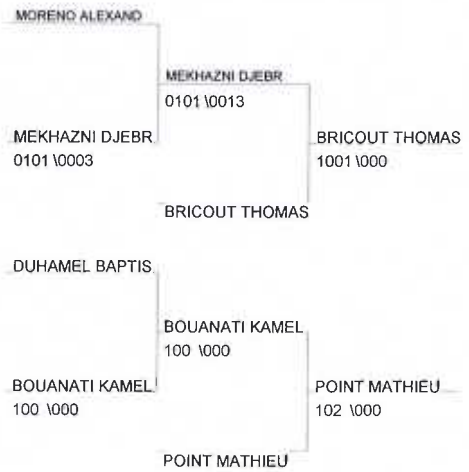 MORENO ALEXAND
MEKHAZNI DJEBR
0101 \0013
MEKHAZNI DJEBR
0101 \0003
BRICOUT THOMAS
1001 \000
BRICOUT THOMAS
DUHAMEL BAPTIS
BOUANATI KAMEL
100 \000
BOUANATI KAMEL
100 \000
POINT MATHIEU
102 \000
POINT MATHIEU